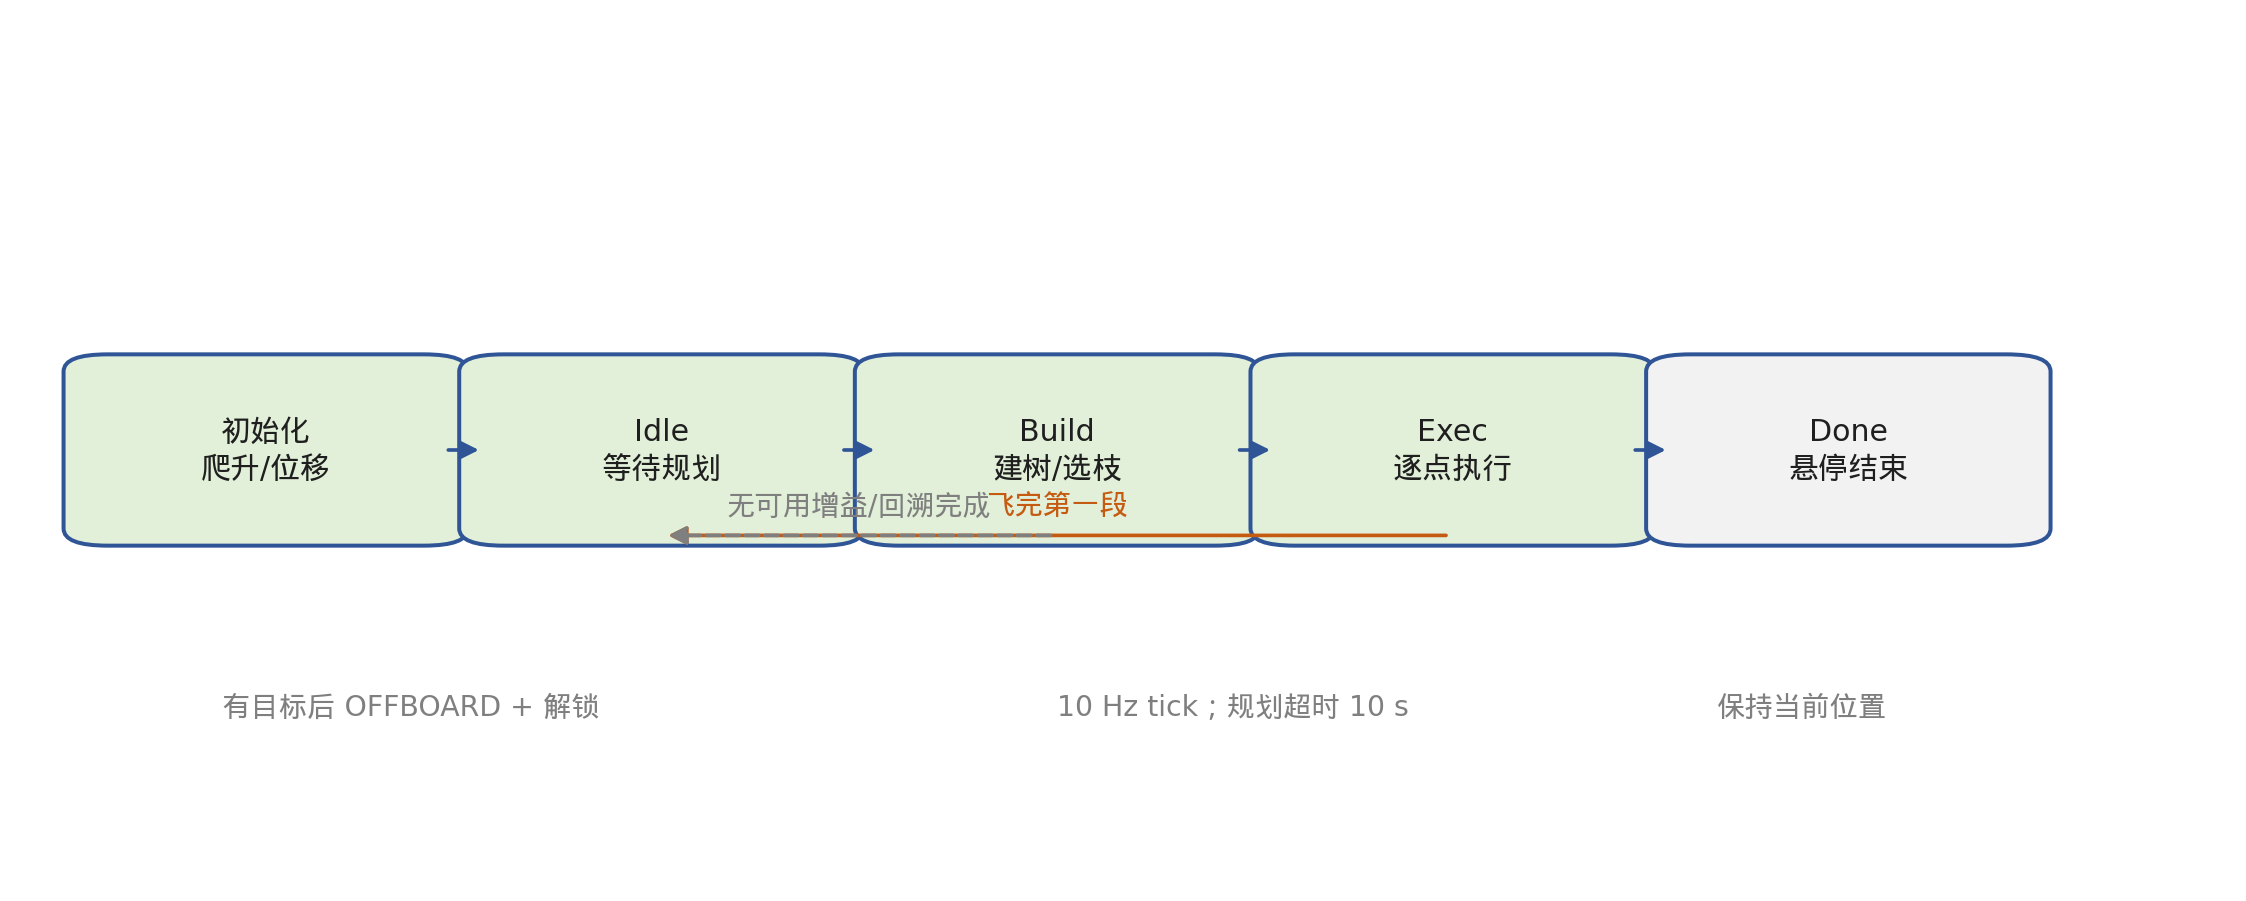 初始化
爬升/位移
Idle
等待规划
Build
建树/选枝
Exec
逐点执行
Done
悬停结束
无可用增益/回溯完成
飞完第一段
有目标后 OFFBOARD + 解锁
10 Hz tick；规划超时 10 s
保持当前位置